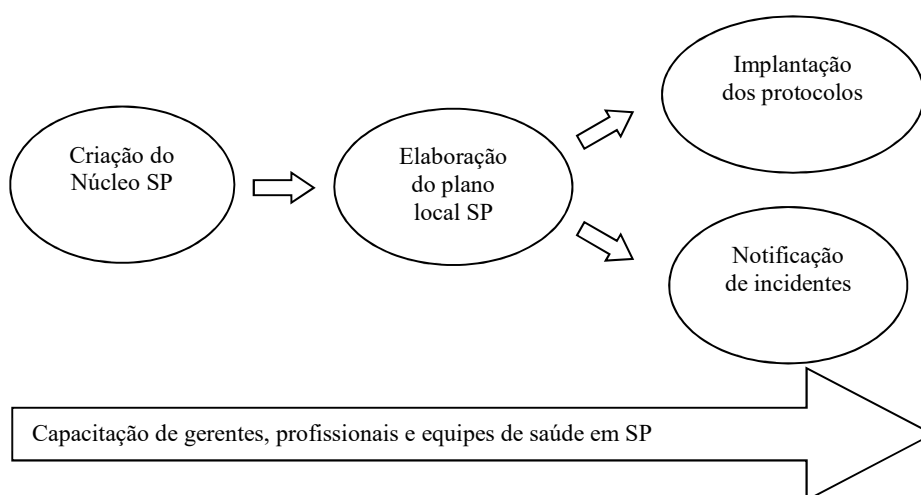 Criação do
Núcleo SP
Elaboração
do plano
local SP
Implantação
dos protocolos
Notificação
de incidentes
Capacitação de gerentes, profissionais e equipes de saúde em SP